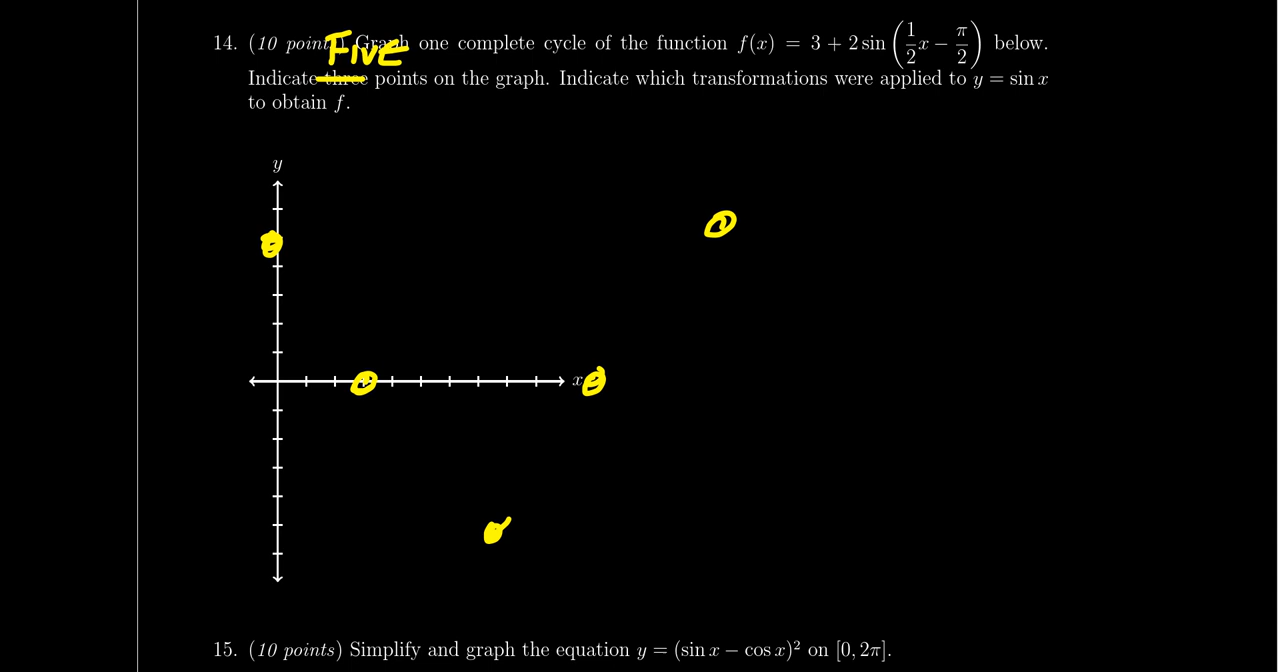 14. (10 points) Graph one complete cycle of the function f(x) = 3 + 2 sin(1/2 x − π/2) below.
Five
Indicate three points on the graph. Indicate which transformations were applied to y = sin x
to obtain f.
y
x
15. (10 points) Simplify and graph the equation y = (sin x − cos x)² on [0, 2π].